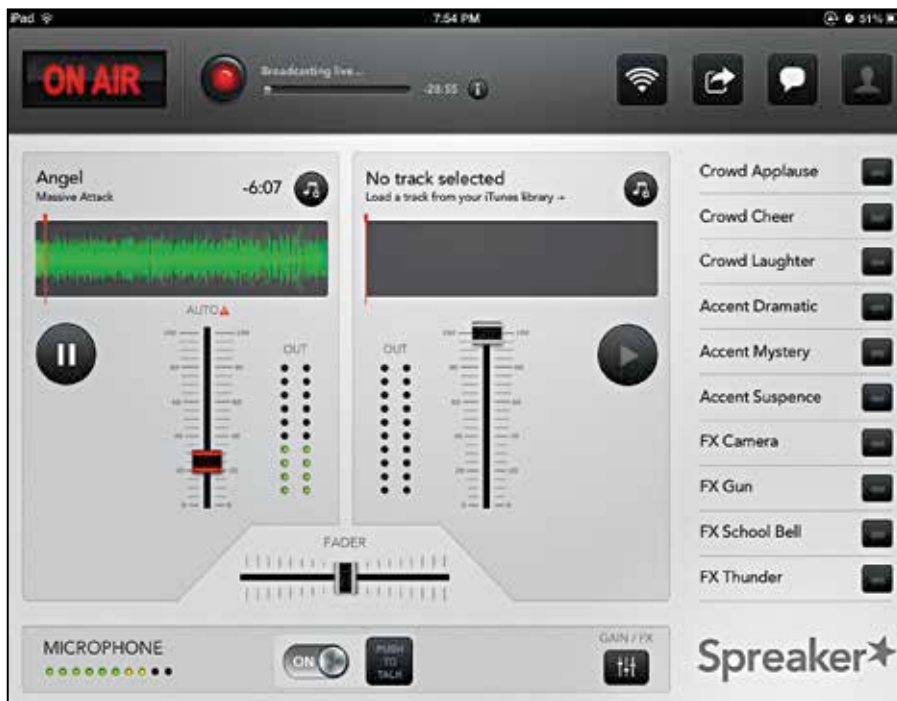 iPad 7:54 PM 51%
ON AIR
Broadcasting live...
-28:55
Angel
Massive Attack
-6:07
No track selected
Load a track from your iTunes library →
AUTO
OUT
OUT
FADER
Crowd Applause
Crowd Cheer
Crowd Laughter
Accent Dramatic
Accent Mystery
Accent Suspence
FX Camera
FX Gun
FX School Bell
FX Thunder
MICROPHONE
ON
PUSH
TO
TALK
GAIN / FX
Spreaker